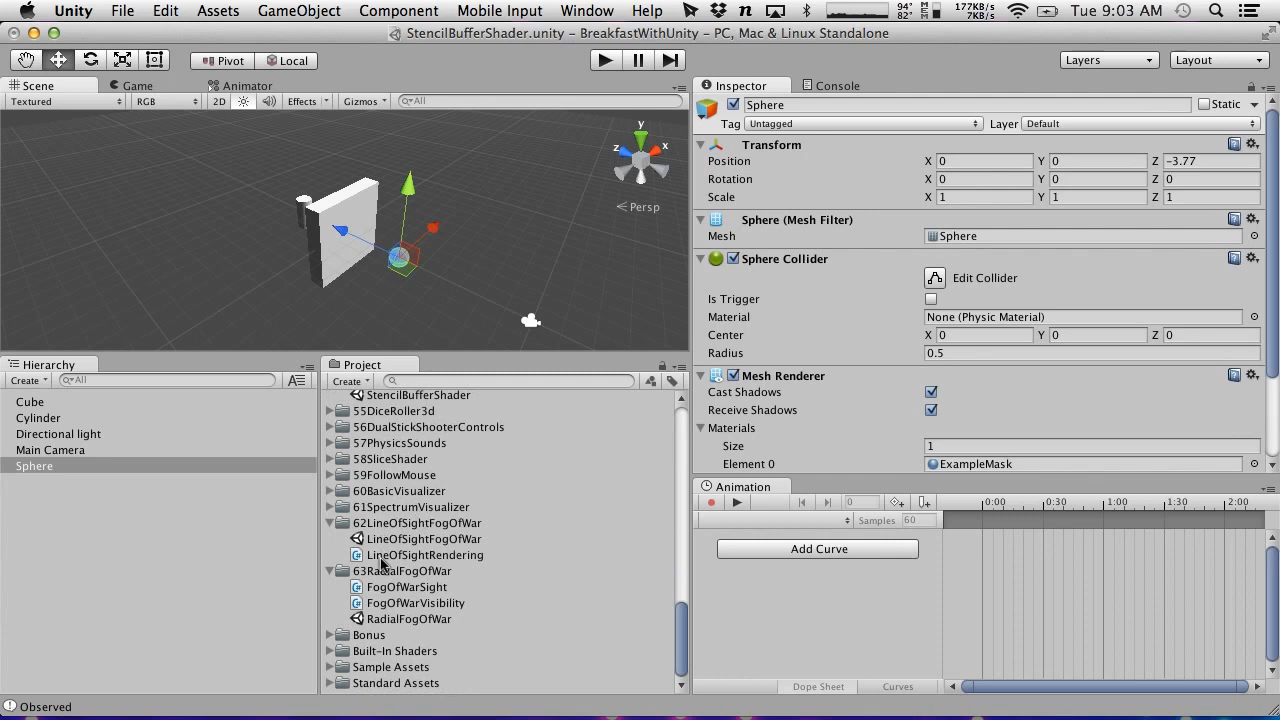 Unity File Edit Assets GameObject Component Mobile Input Window Help 94° 82° MEM CPU 177KB/s 1KB/s Tue 9:03 AM
StencilBufferShader.unity - BreakfastWithUnity - PC, Mac & Linux Standalone
Pivot Local Layers Layout
Scene Game Animator
Textured RGB 2D Effects Gizmos All
y
z x
Persp
Inspector Console
Sphere Static
Tag Untagged Layer Default
Transform
Position X 0 Y 0 Z -3.77
Rotation X 0 Y 0 Z 0
Scale X 1 Y 1 Z 1
Sphere (Mesh Filter)
Mesh Sphere
Sphere Collider
Edit Collider
Is Trigger
Material None (Physic Material)
Center X 0 Y 0 Z 0
Radius 0.5
Mesh Renderer
Cast Shadows
Receive Shadows
Materials
Size 1
Element 0 ExampleMask
Hierarchy
Create All
Cube
Cylinder
Directional light
Main Camera
Sphere
Project
Create
StencilBufferShader
55DiceRoller3d
56DualStickShooterControls
57PhysicsSounds
58SliceShader
59FollowMouse
60BasicVisualizer
61SpectrumVisualizer
62LineOfSightFogOfWar
LineOfSightFogOfWar
LineOfSightRendering
63RadialFogOfWar
FogOfWarSight
FogOfWarVisibility
RadialFogOfWar
Bonus
Built-In Shaders
Sample Assets
Standard Assets
Animation
0 0:00 0:30 1:00 1:30 2:00
Samples 60
Add Curve
Dope Sheet Curves
Observed